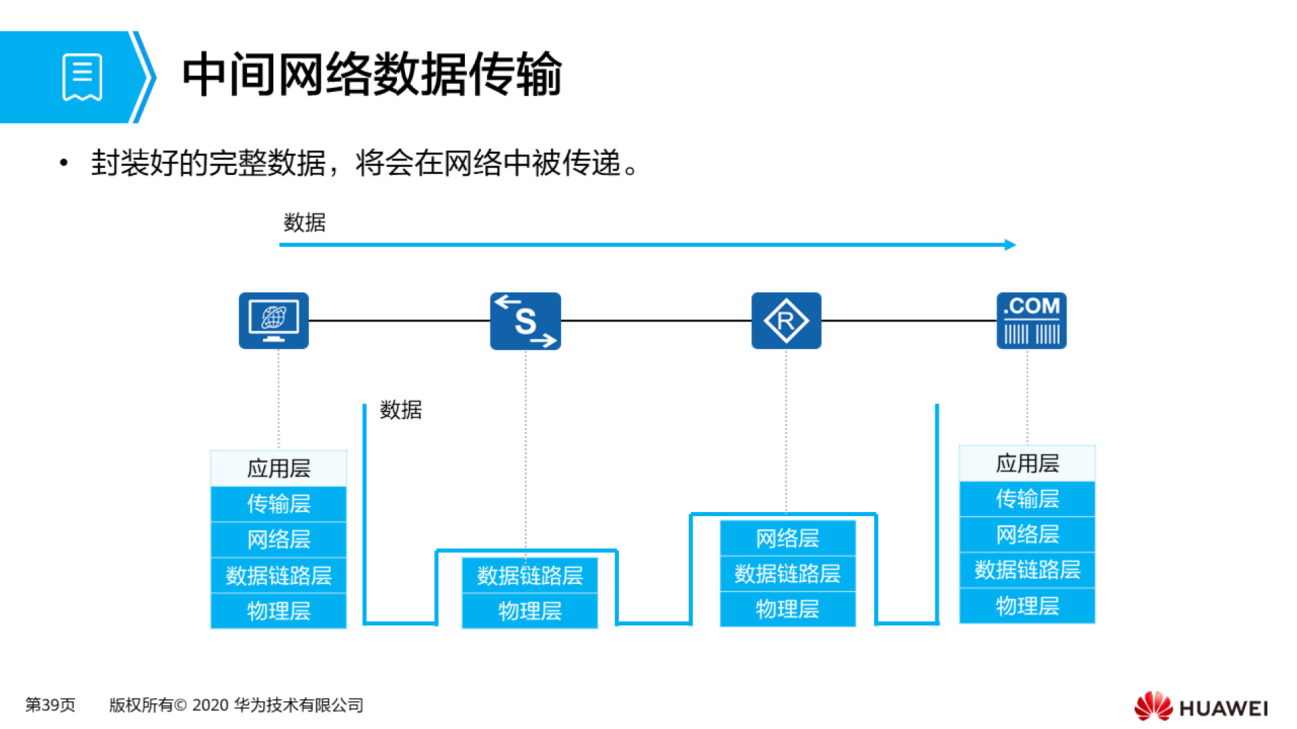 中间网络数据传输
• 封装好的完整数据，将会在网络中被传递。
数据
S
R
.COM
数据
应用层
传输层
网络层
数据链路层
物理层
数据链路层
物理层
网络层
数据链路层
物理层
应用层
传输层
网络层
数据链路层
物理层
第39页 版权所有© 2020 华为技术有限公司
HUAWEI